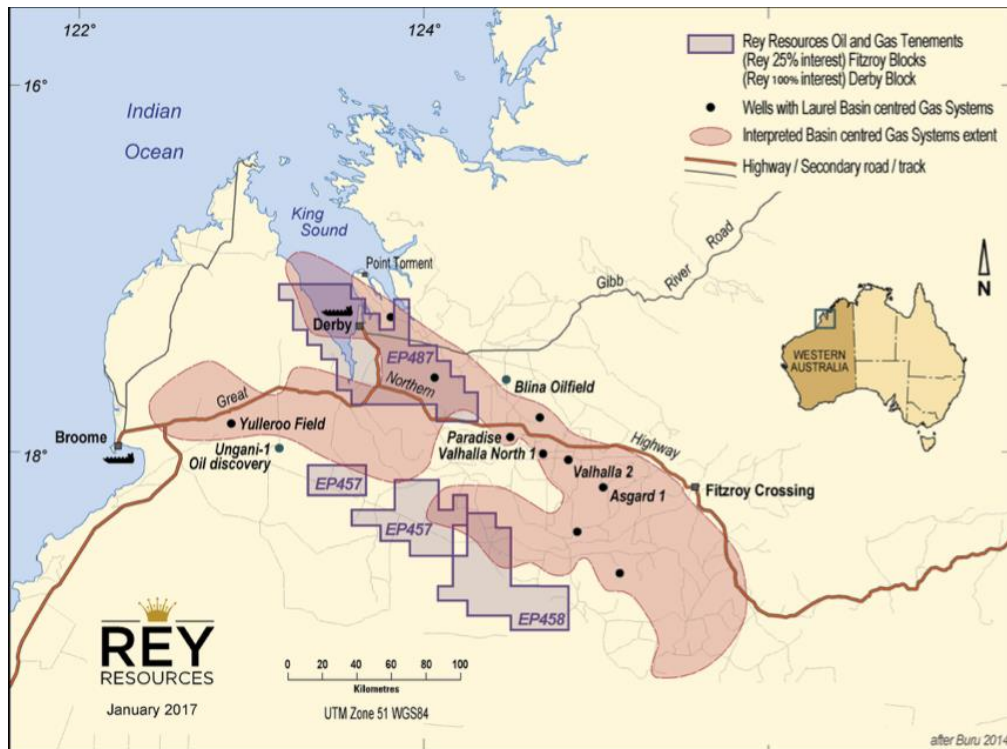 122°
124°
16°
18°
Indian
Ocean
King
Sound
Point Torment
Derby
EP487
Gibb
River
Road
Great
Northern
Highway
Blina Oilfield
Yulleroo Field
Broome
Ungani-1
Oil discovery
Paradise
Valhalla North 1
Valhalla 2
Asgard 1
Fitzroy Crossing
EP457
EP457
EP458
Rey Resources Oil and Gas Tenements
(Rey 25% interest) Fitzroy Blocks
(Rey 100% interest) Derby Block
Wells with Laurel Basin centred Gas Systems
Interpreted Basin centred Gas Systems extent
Highway / Secondary road / track
N
WESTERN
AUSTRALIA
REY
RESOURCES
January 2017
0 20 40 60 80 100
Kilometres
UTM Zone 51 WGS84
after Buru 2014